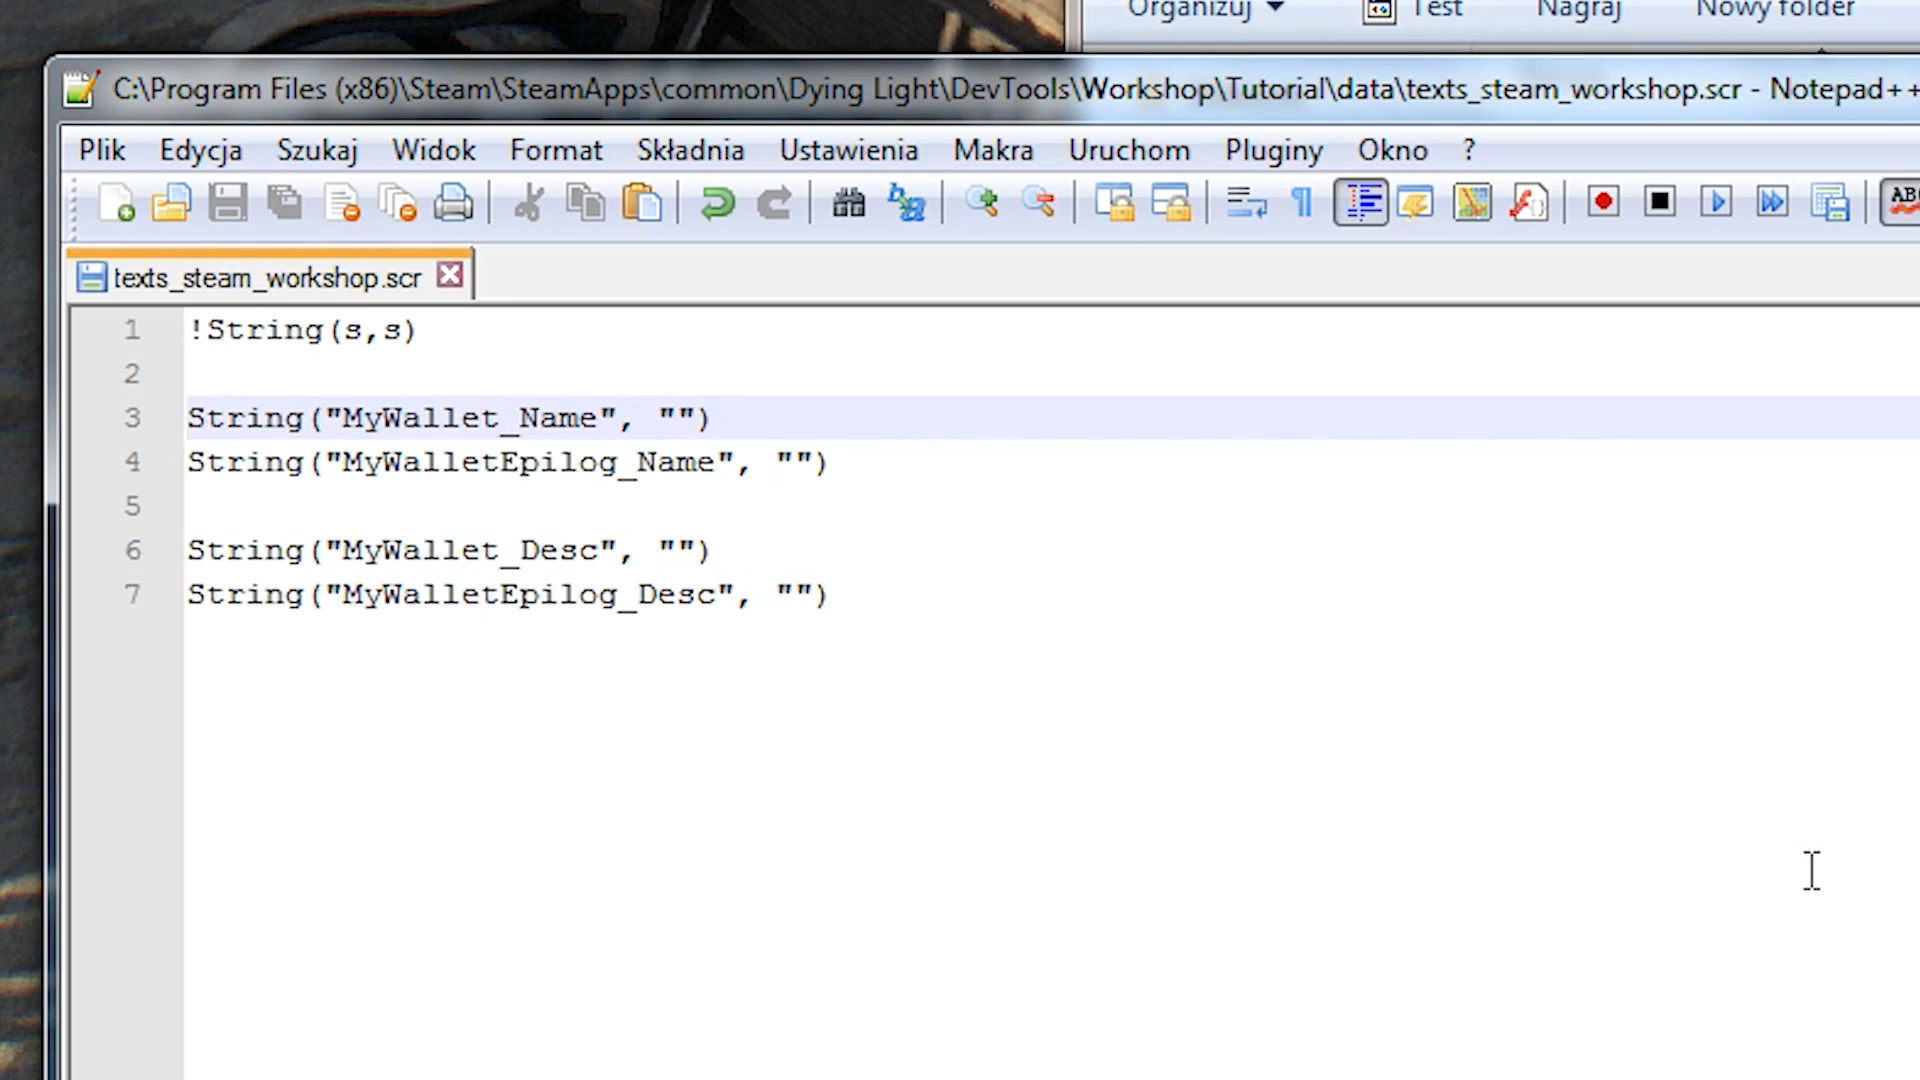 Organizuj Test Nagraj Nowy folder
C:\Program Files (x86)\Steam\SteamApps\common\Dying Light\DevTools\Workshop\Tutorial\data\texts_steam_workshop.scr - Notepad++
Plik Edycja Szukaj Widok Format Składnia Ustawienia Makra Uruchom Pluginy Okno ?
ABC
texts_steam_workshop.scr
1 !String(s,s)
2
3 String("MyWallet_Name", "")
4 String("MyWalletEpilog_Name", "")
5
6 String("MyWallet_Desc", "")
7 String("MyWalletEpilog_Desc", "")